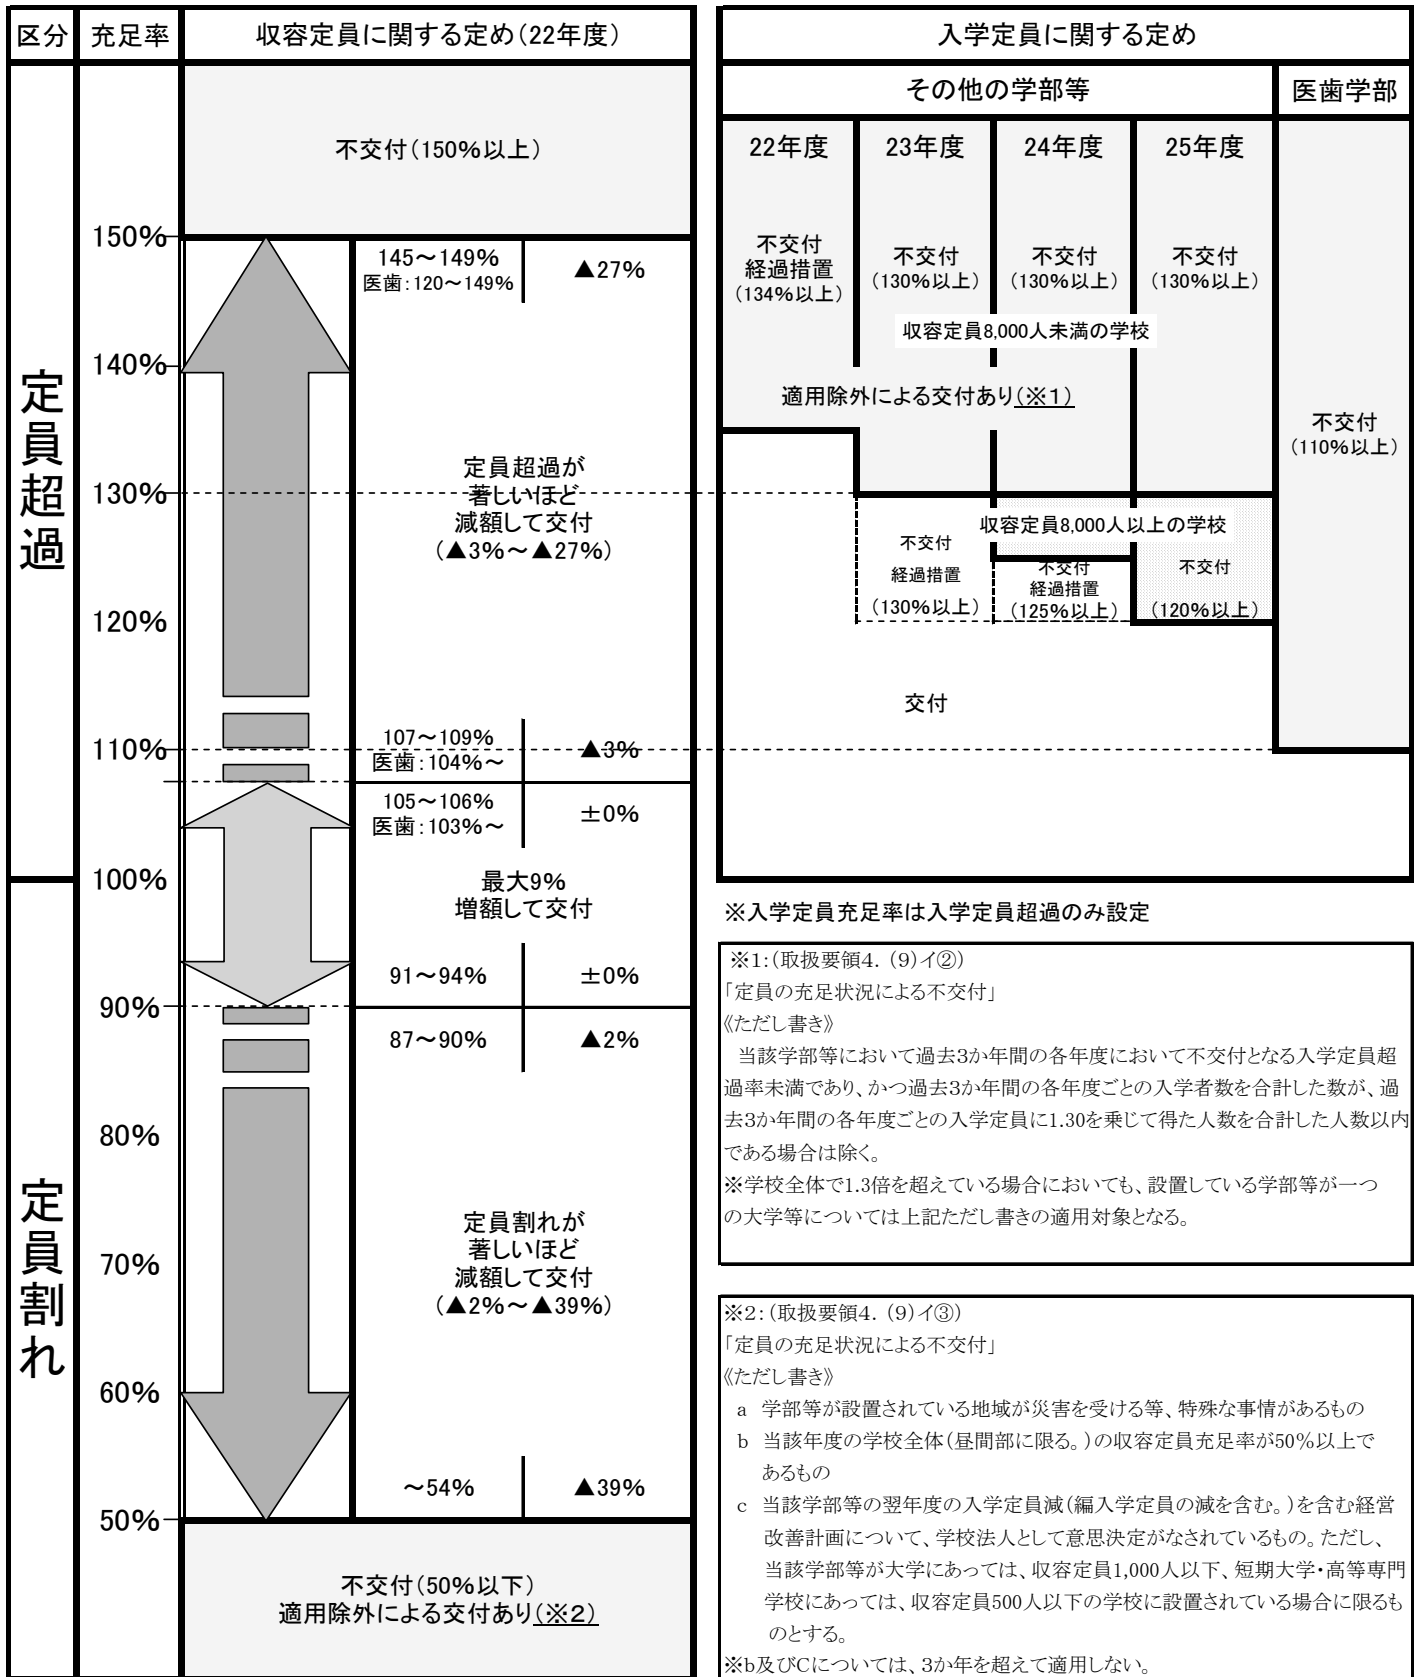 区分
充足率
収容定員に関する定め(22年度)
不交付(150%以上)
定員超過
定員割れ
150%
140%
130%
120%
110%
100%
90%
80%
70%
60%
50%
145~149%
医歯:120~149%
▲27%
定員超過が
著しいほど
減額して交付
(▲3%~▲27%)
107~109%
医歯:104%~
▲3%
105~106%
医歯:103%~
±0%
最大9%
増額して交付
91~94%
±0%
87~90%
▲2%
定員割れが
著しいほど
減額して交付
(▲2%~▲39%)
~54%
▲39%
不交付(50%以下)
適用除外による交付あり(※2)
入学定員に関する定め
その他の学部等
医歯学部
22年度
23年度
24年度
25年度
不交付
経過措置
(134%以上)
不交付
(130%以上)
不交付
(130%以上)
不交付
(130%以上)
収容定員8,000人未満の学校
適用除外による交付あり(※1)
不交付
(110%以上)
収容定員8,000人以上の学校
不交付
経過措置
(130%以上)
不交付
経過措置
(125%以上)
不交付
(120%以上)
交付
※入学定員充足率は入学定員超過のみ設定
※1:(取扱要領4.(9)イ②)
「定員の充足状況による不交付」
《ただし書き》
当該学部等において過去3か年間の各年度において不交付となる入学定員超
過率未満であり、かつ過去3か年間の各年度ごとの入学者数を合計した数が、過
去3か年間の各年度ごとの入学定員に1.30を乗じて得た人数を合計した人数以内
である場合は除く。
※学校全体で1.3倍を超えている場合においても、設置している学部等が一つ
の大学等については上記ただし書きの適用対象となる。
※2:(取扱要領4.(9)イ③)
「定員の充足状況による不交付」
《ただし書き》
a 学部等が設置されている地域が災害を受ける等、特殊な事情があるもの
b 当該年度の学校全体(昼間部に限る。)の収容定員充足率が50%以上で
あるもの
c 当該学部等の翌年度の入学定員減(編入学定員の減を含む。)を含む経営
改善計画について、学校法人として意思決定がなされているもの。ただし、
当該学部等が大学にあっては、収容定員1,000人以下、短期大学・高等専門
学校にあっては、収容定員500人以下の学校に設置されている場合に限るも
のとする。
※b及びCについては、3か年を超えて適用しない。